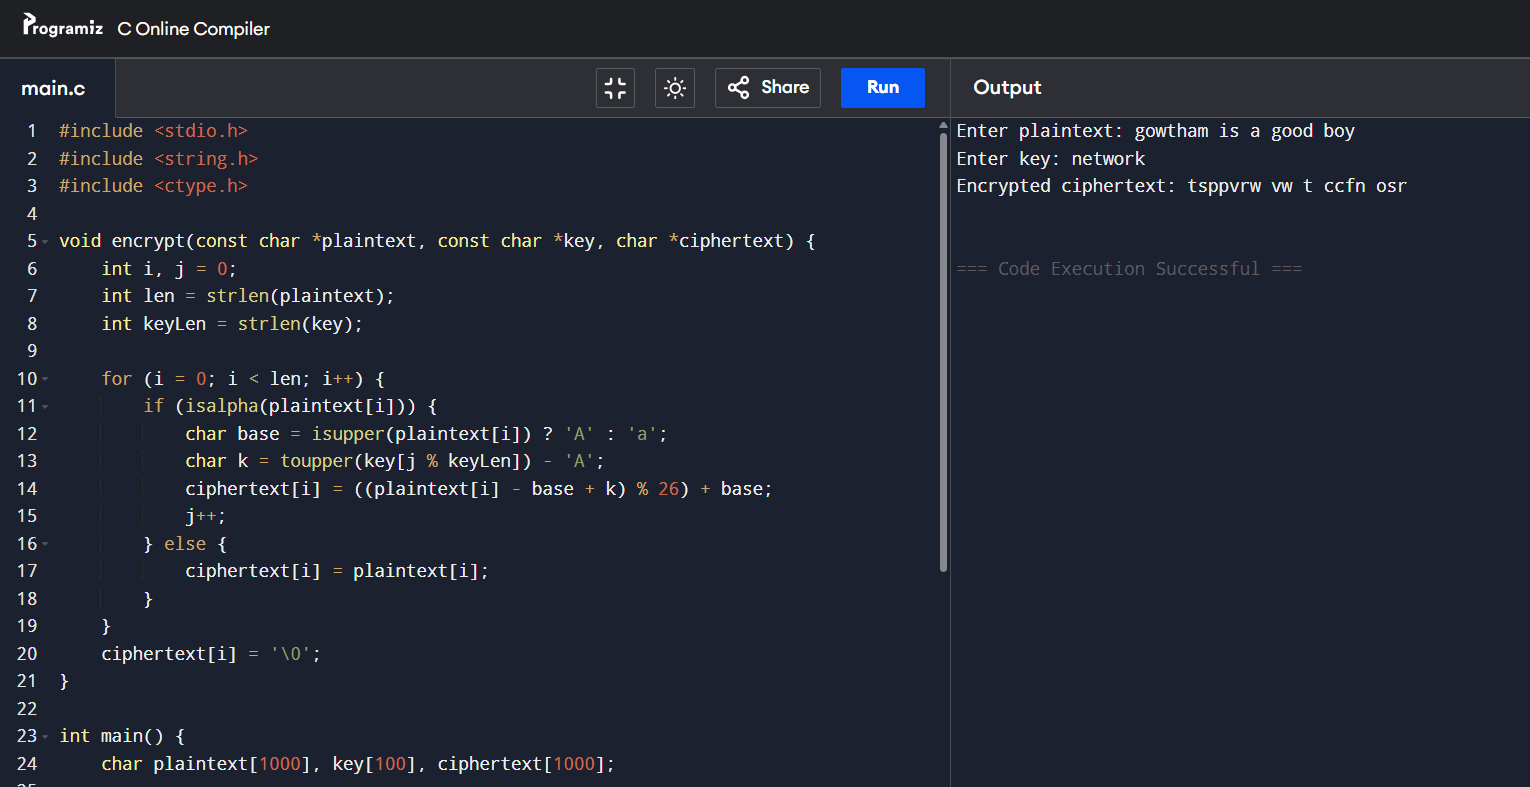 Programiz C Online Compiler
main.c Share Run Output
1 #include <stdio.h>
2 #include <string.h>
3 #include <ctype.h>
4
5 void encrypt(const char *plaintext, const char *key, char *ciphertext) {
6     int i, j = 0;
7     int len = strlen(plaintext);
8     int keyLen = strlen(key);
9
10     for (i = 0; i < len; i++) {
11         if (isalpha(plaintext[i])) {
12             char base = isupper(plaintext[i]) ? 'A' : 'a';
13             char k = toupper(key[j % keyLen]) - 'A';
14             ciphertext[i] = ((plaintext[i] - base + k) % 26) + base;
15             j++;
16         } else {
17             ciphertext[i] = plaintext[i];
18         }
19     }
20     ciphertext[i] = '\0';
21 }
22
23 int main() {
24     char plaintext[1000], key[100], ciphertext[1000];
Enter plaintext: gowtham is a good boy
Enter key: network
Encrypted ciphertext: tsppvrw vw t ccfn osr
=== Code Execution Successful ===